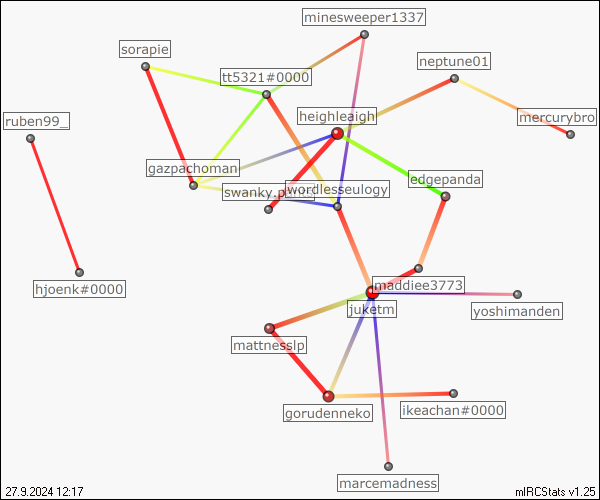 minesweeper1337
sorapie
neptune01
tt5321#0000
heighleaigh
mercurybro
ruben99_
gazpachoman
edgepanda
wordlesseulogy
maddiee3773
hjoenk#0000
juketm
yoshimanden
mattnesslp
gorudenneko
ikeachan#0000
marcemadness
27.9.2024 12:17
mIRCStats v1.25